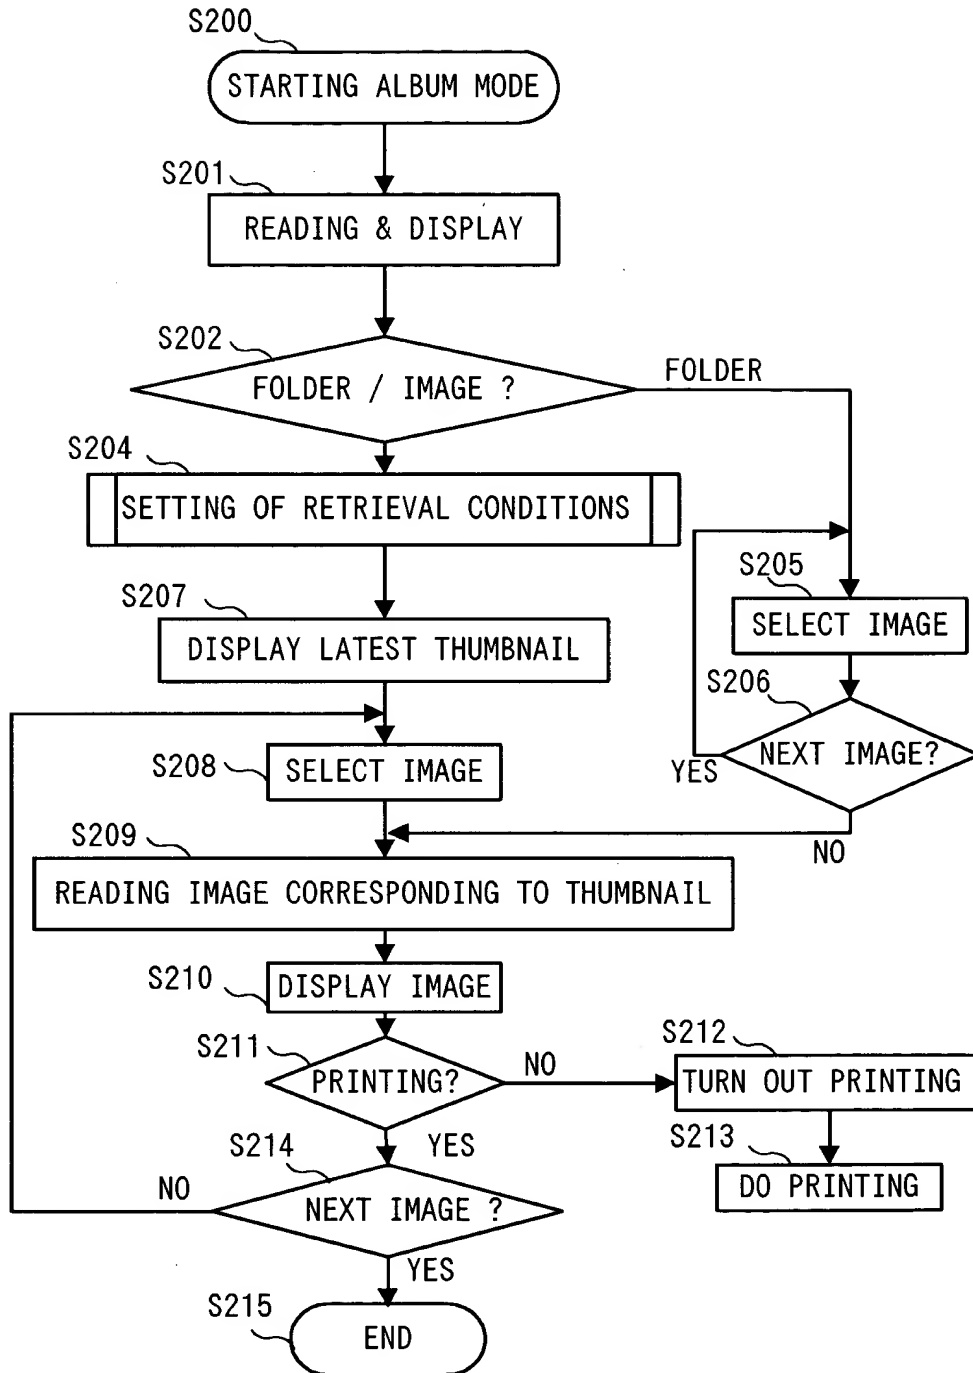 S200
STARTING ALBUM MODE
S201
READING & DISPLAY
S202
FOLDER / IMAGE ?
FOLDER
S204
SETTING OF RETRIEVAL CONDITIONS
S205
SELECT IMAGE
S207
DISPLAY LATEST THUMBNAIL
S206
NEXT IMAGE?
YES
NO
S208
SELECT IMAGE
S209
READING IMAGE CORRESPONDING TO THUMBNAIL
S210
DISPLAY IMAGE
S211
PRINTING?
NO
S212
TURN OUT PRINTING
S213
DO PRINTING
YES
S214
NEXT IMAGE ?
NO
YES
S215
END